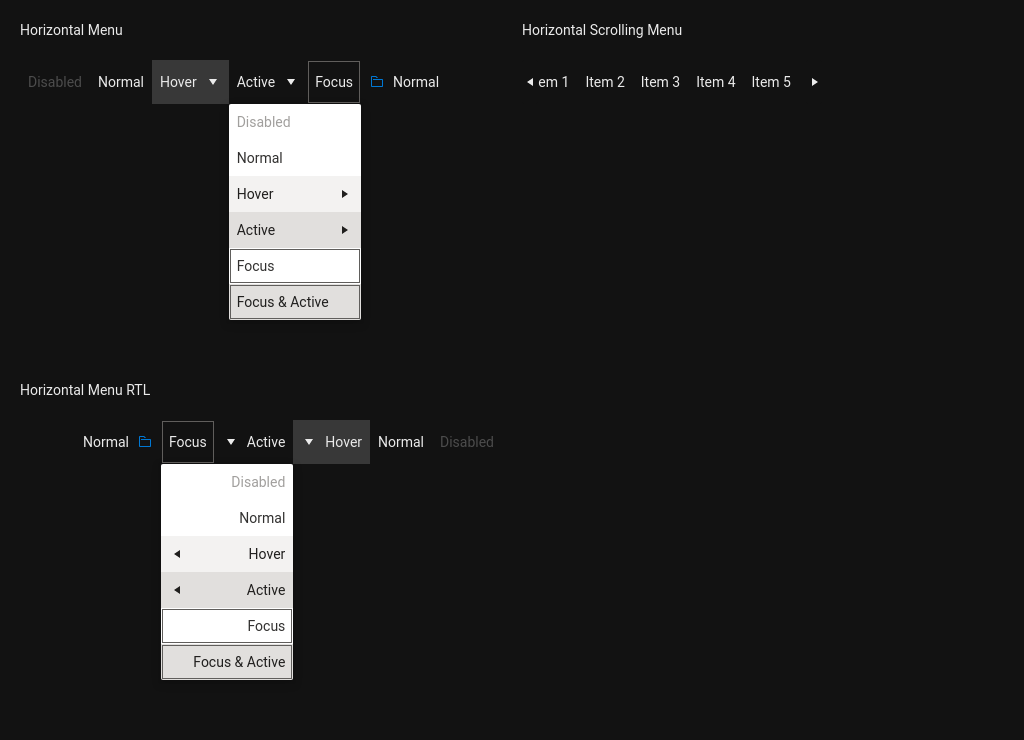 Horizontal Menu
Disabled Normal Hover Active Focus Normal
Disabled
Normal
Hover
Active
Focus
Focus & Active
Horizontal Scrolling Menu
em 1 Item 2 Item 3 Item 4 Item 5
Horizontal Menu RTL
Normal Focus Active Hover Normal Disabled
Disabled
Normal
Hover
Active
Focus
Focus & Active